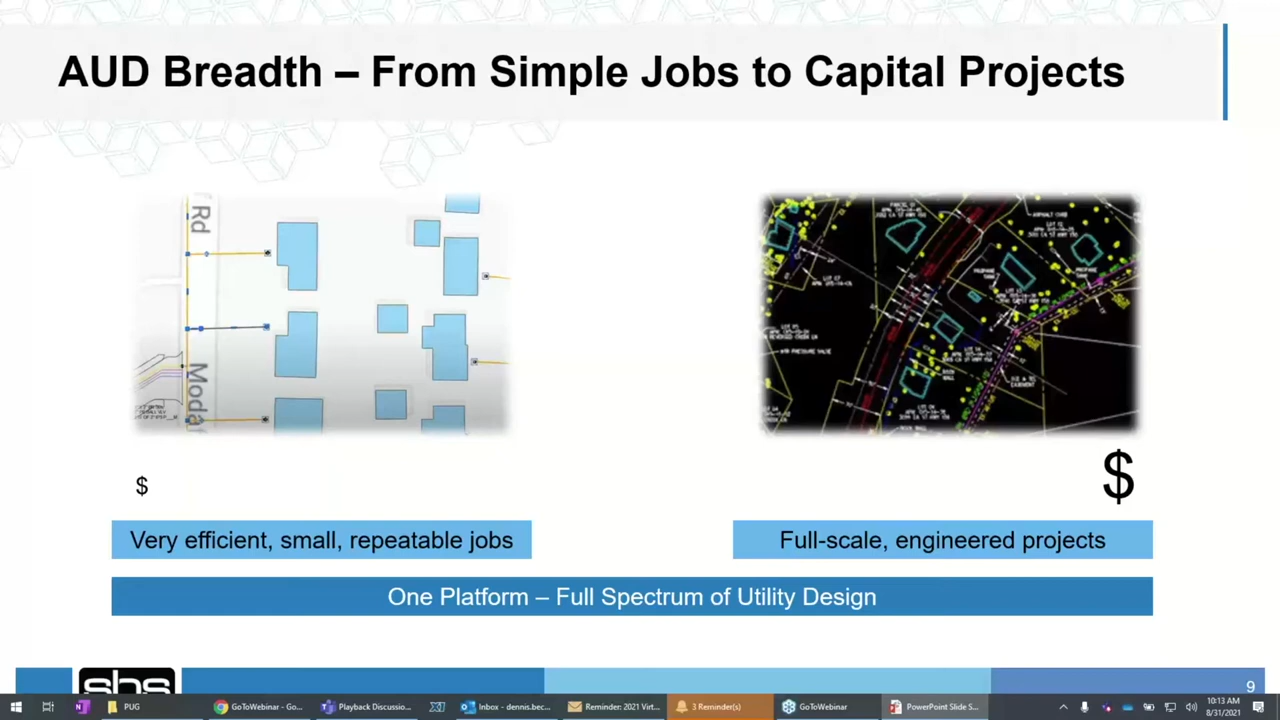 AUD Breadth – From Simple Jobs to Capital Projects
Rd
Moda
$
$
Very efficient, small, repeatable jobs
Full-scale, engineered projects
One Platform – Full Spectrum of Utility Design
sbs
9
PUG
GoToWebinar - Go...
Playback Discussio...
Inbox - dennis.bec...
Reminder: 2021 Virt...
3 Reminder(s)
GoToWebinar
PowerPoint Slide S...
10:13 AM
8/31/2021